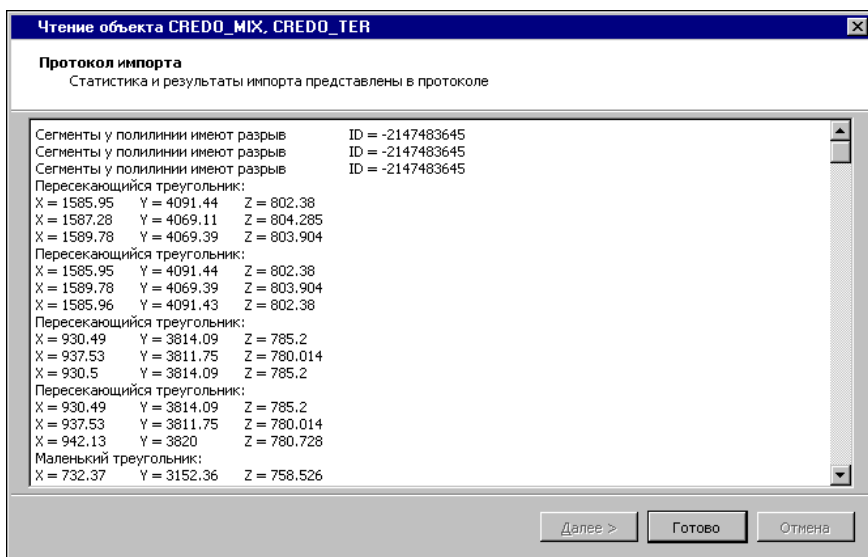 Чтение объекта CREDO_MIX, CREDO_TER
Протокол импорта
Статистика и результаты импорта представлены в протоколе
Сегменты у полилинии имеют разрыв ID = -2147483645
Сегменты у полилинии имеют разрыв ID = -2147483645
Сегменты у полилинии имеют разрыв ID = -2147483645
Пересекающийся треугольник:
X = 1585.95 Y = 4091.44 Z = 802.38
X = 1587.28 Y = 4069.11 Z = 804.285
X = 1589.78 Y = 4069.39 Z = 803.904
Пересекающийся треугольник:
X = 1585.95 Y = 4091.44 Z = 802.38
X = 1589.78 Y = 4069.39 Z = 803.904
X = 1585.96 Y = 4091.43 Z = 802.38
Пересекающийся треугольник:
X = 930.49 Y = 3814.09 Z = 785.2
X = 937.53 Y = 3811.75 Z = 780.014
X = 930.5 Y = 3814.09 Z = 785.2
Пересекающийся треугольник:
X = 930.49 Y = 3814.09 Z = 785.2
X = 937.53 Y = 3811.75 Z = 780.014
X = 942.13 Y = 3820 Z = 780.728
Маленький треугольник:
X = 732.37 Y = 3152.36 Z = 758.526
Далее > Готово Отмена